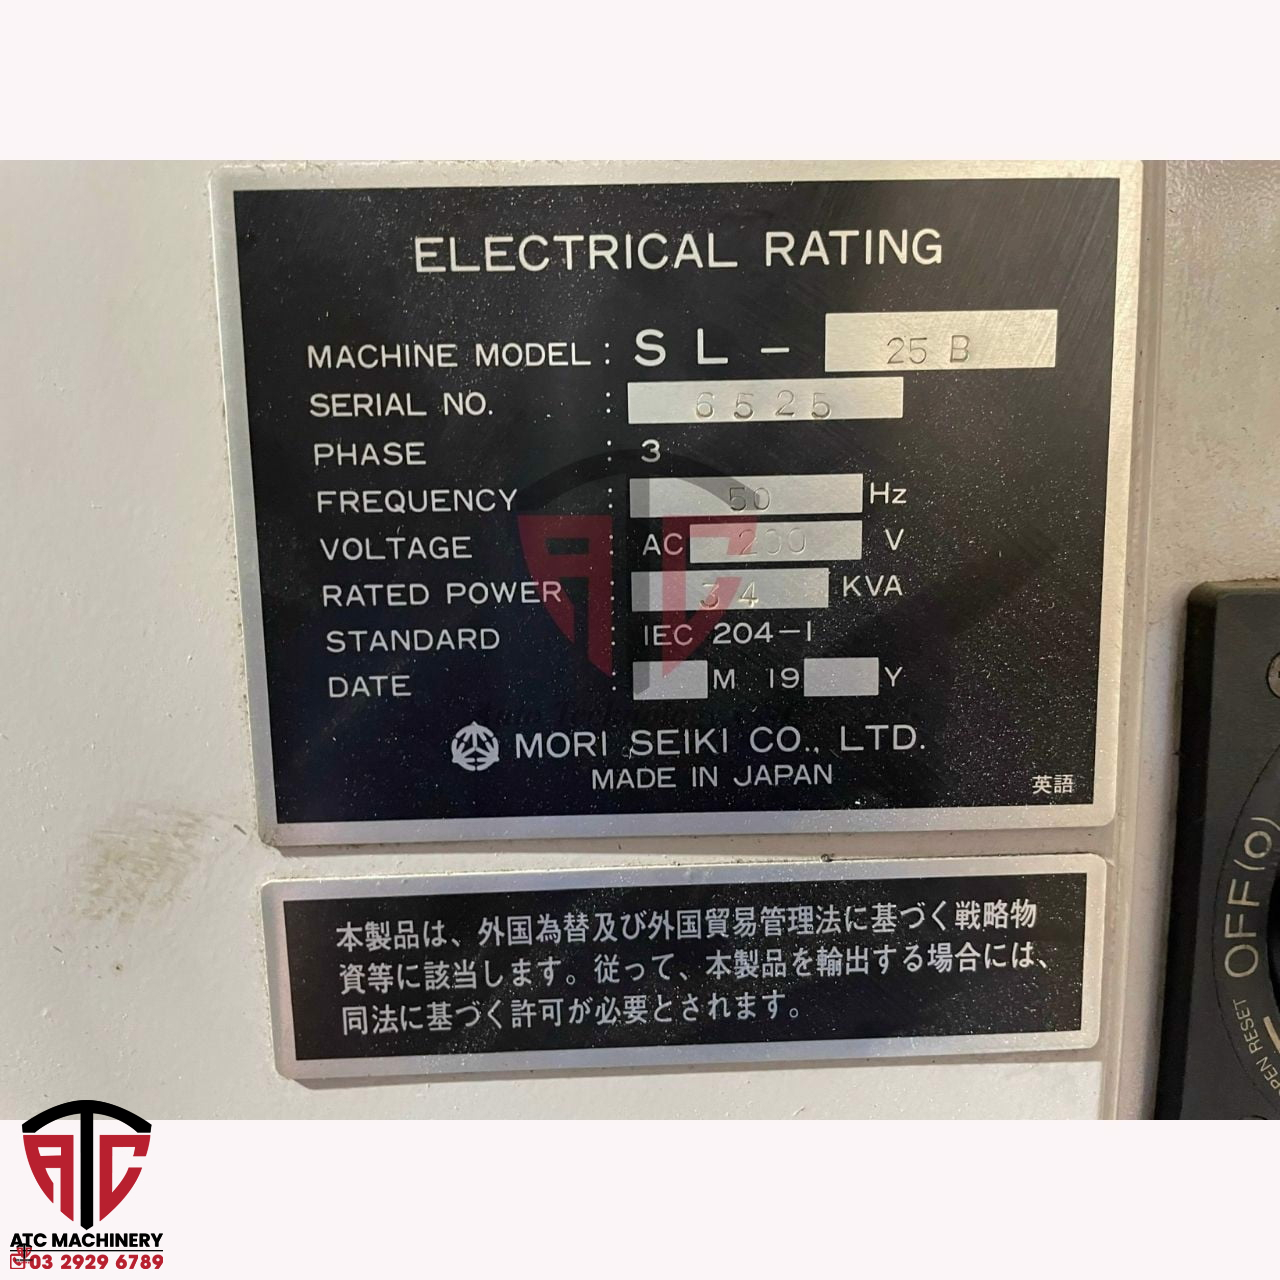 ELECTRICAL RATING
MACHINE MODEL : SL - 25 B
SERIAL NO. : 6525
PHASE : 3
FREQUENCY : 50 Hz
VOLTAGE : AC 200 V
RATED POWER : 34 KVA
STANDARD : IEC 204-1
DATE : M 19 Y
MORI SEIKI CO., LTD.
MADE IN JAPAN
英語
本製品は、外国為替及び外国貿易管理法に基づく戦略物
資等に該当します。従って、本製品を輸出する場合には、
同法に基づく許可が必要とされます。
OFF(O)
OPEN RESET
ATC
ATC
ATC MACHINERY
03 2929 6789